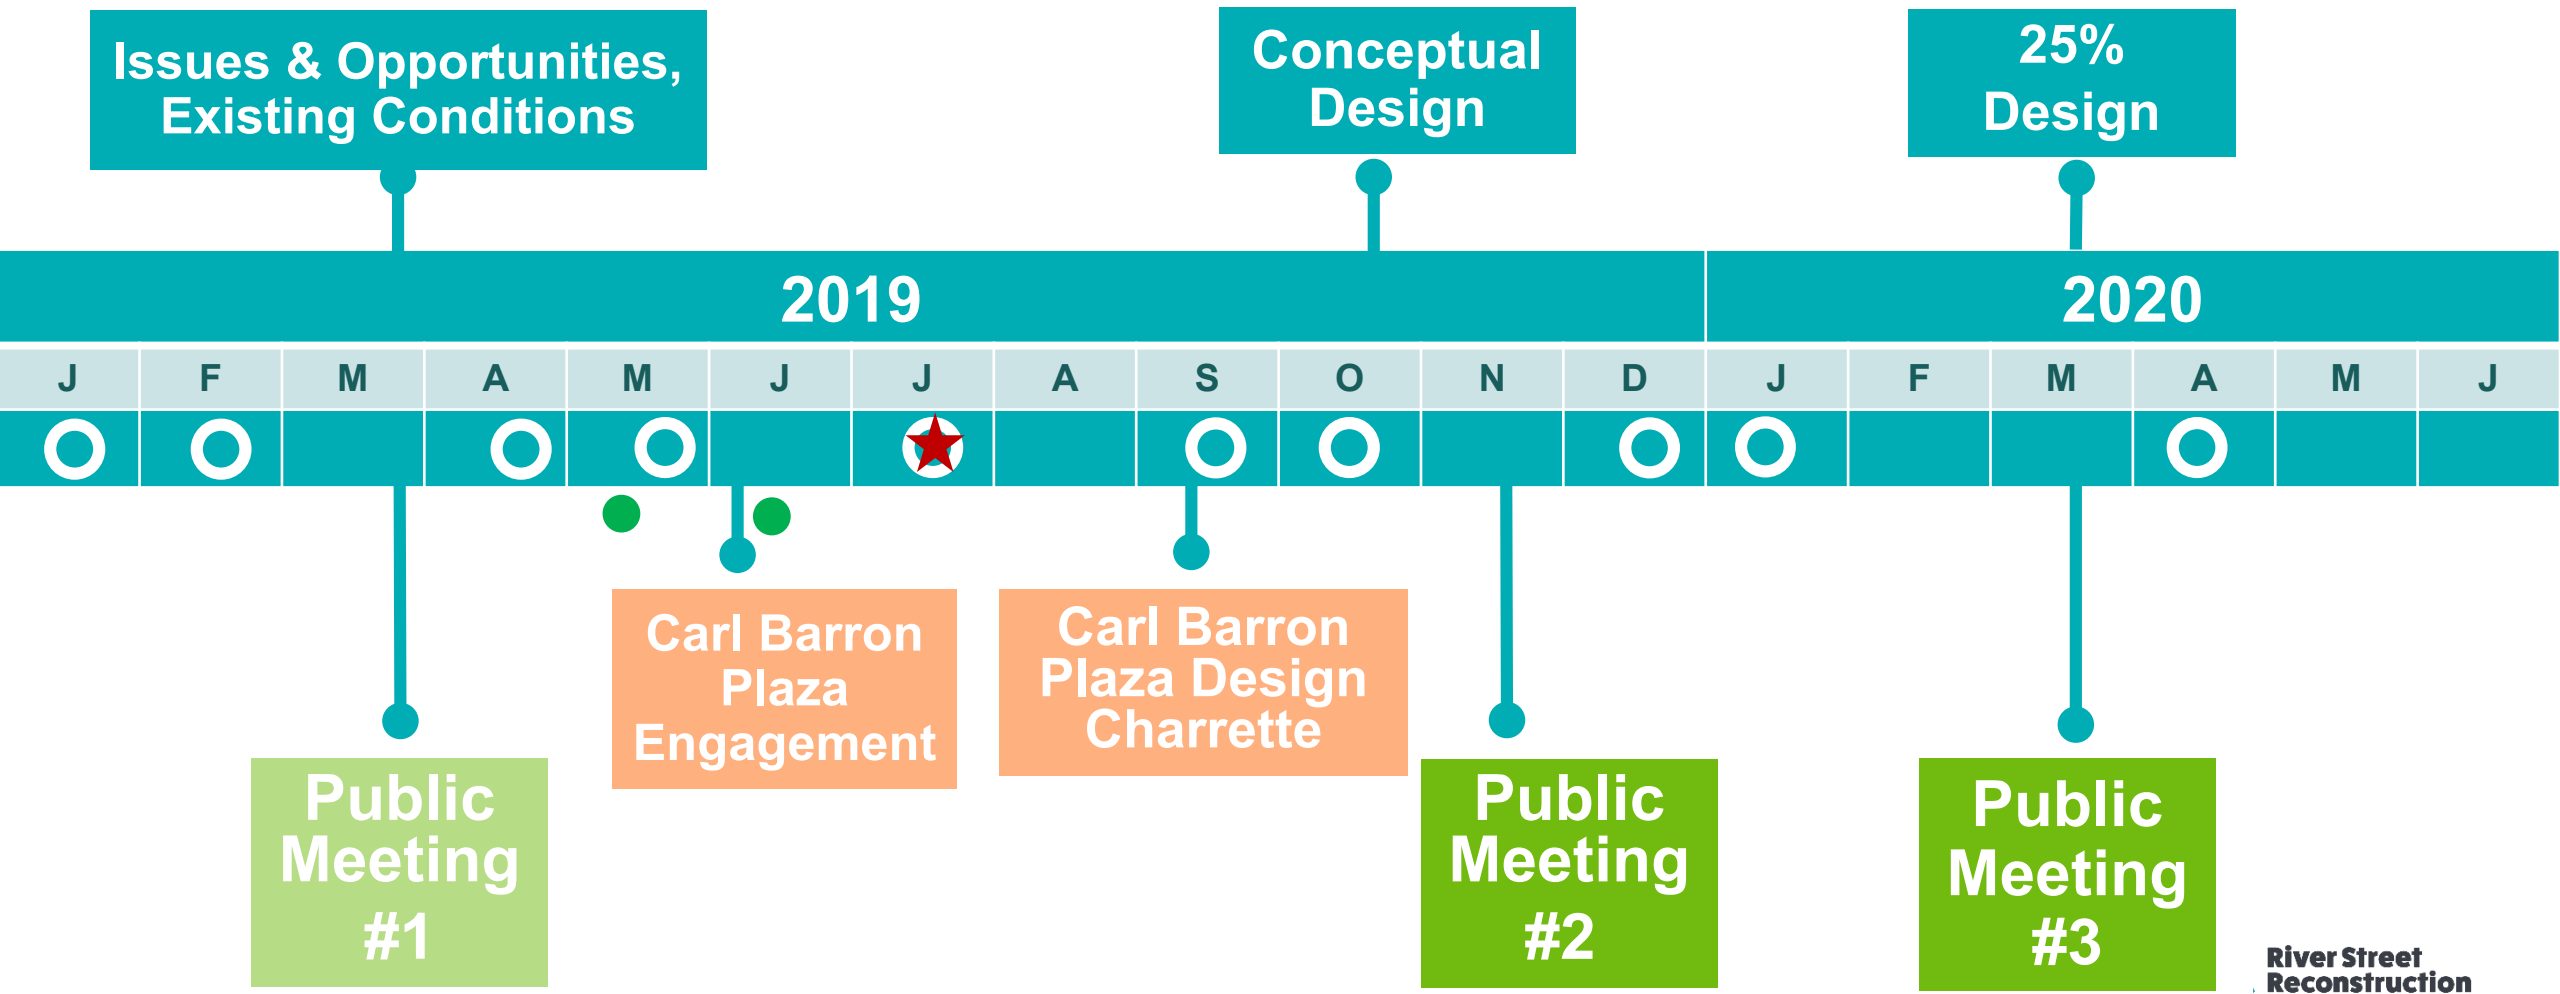 Issues & Opportunities,
Existing Conditions
Conceptual
Design
25%
Design
2019
2020
J F M A M J J A S O N D J F M A M J
Carl Barron
Plaza
Engagement
Carl Barron
Plaza Design
Charrette
Public
Meeting
#1
Public
Meeting
#2
Public
Meeting
#3
River Street
Reconstruction